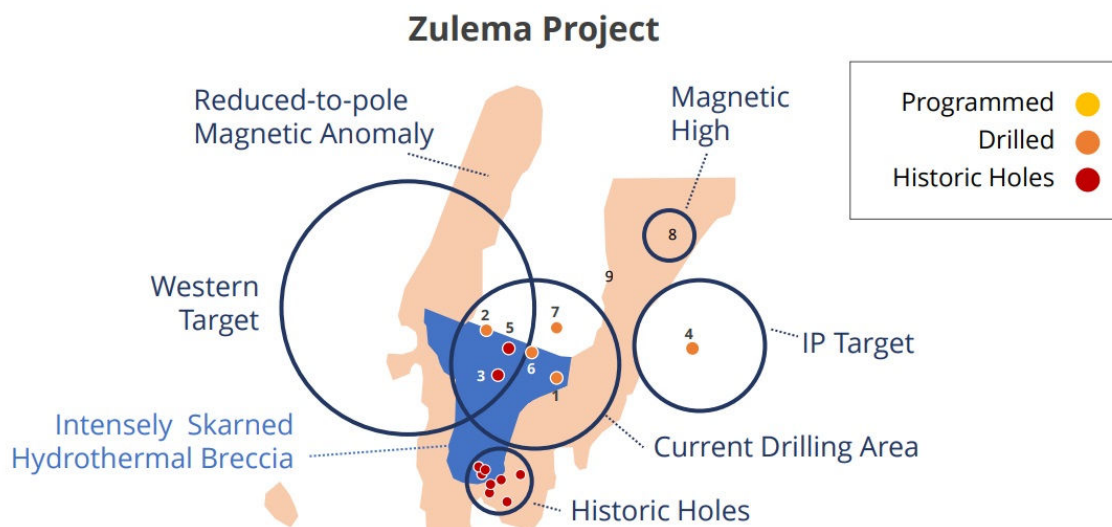 Zulema Project
Reduced-to-pole
Magnetic Anomaly
Magnetic
High
Programmed
Drilled
Historic Holes
8
9
Western
Target
2
5
7
4
IP Target
3
6
1
Intensely Skarned
Hydrothermal Breccia
Current Drilling Area
Historic Holes